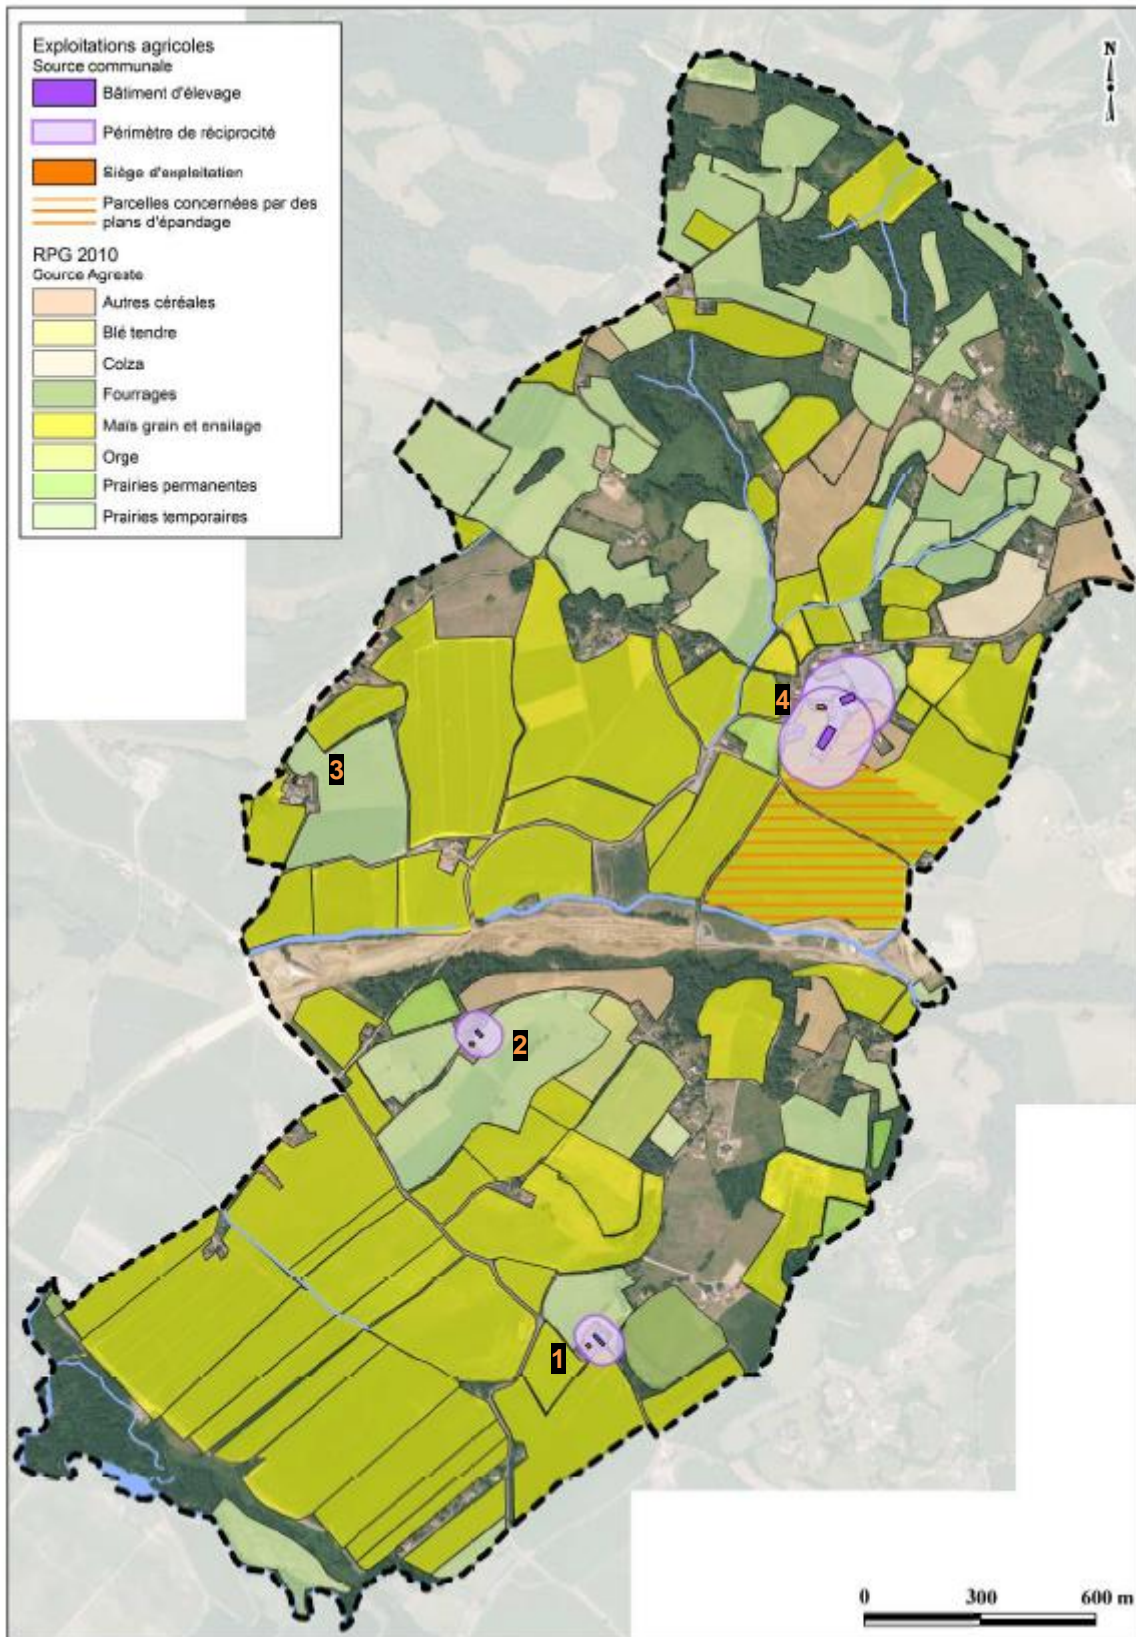 Exploitations agricoles
Source communale
Bâtiment d'élevage
Périmètre de réciprocité
Siège d'exploitation
Parcelles concernées par des
plans d'épandage
RPG 2010
Source Agreste
Autres céréales
Blé tendre
Colza
Fourrages
Maïs grain et ensilage
Orge
Prairies permanentes
Prairies temporaires
N
4
3
2
1
0 300 600 m